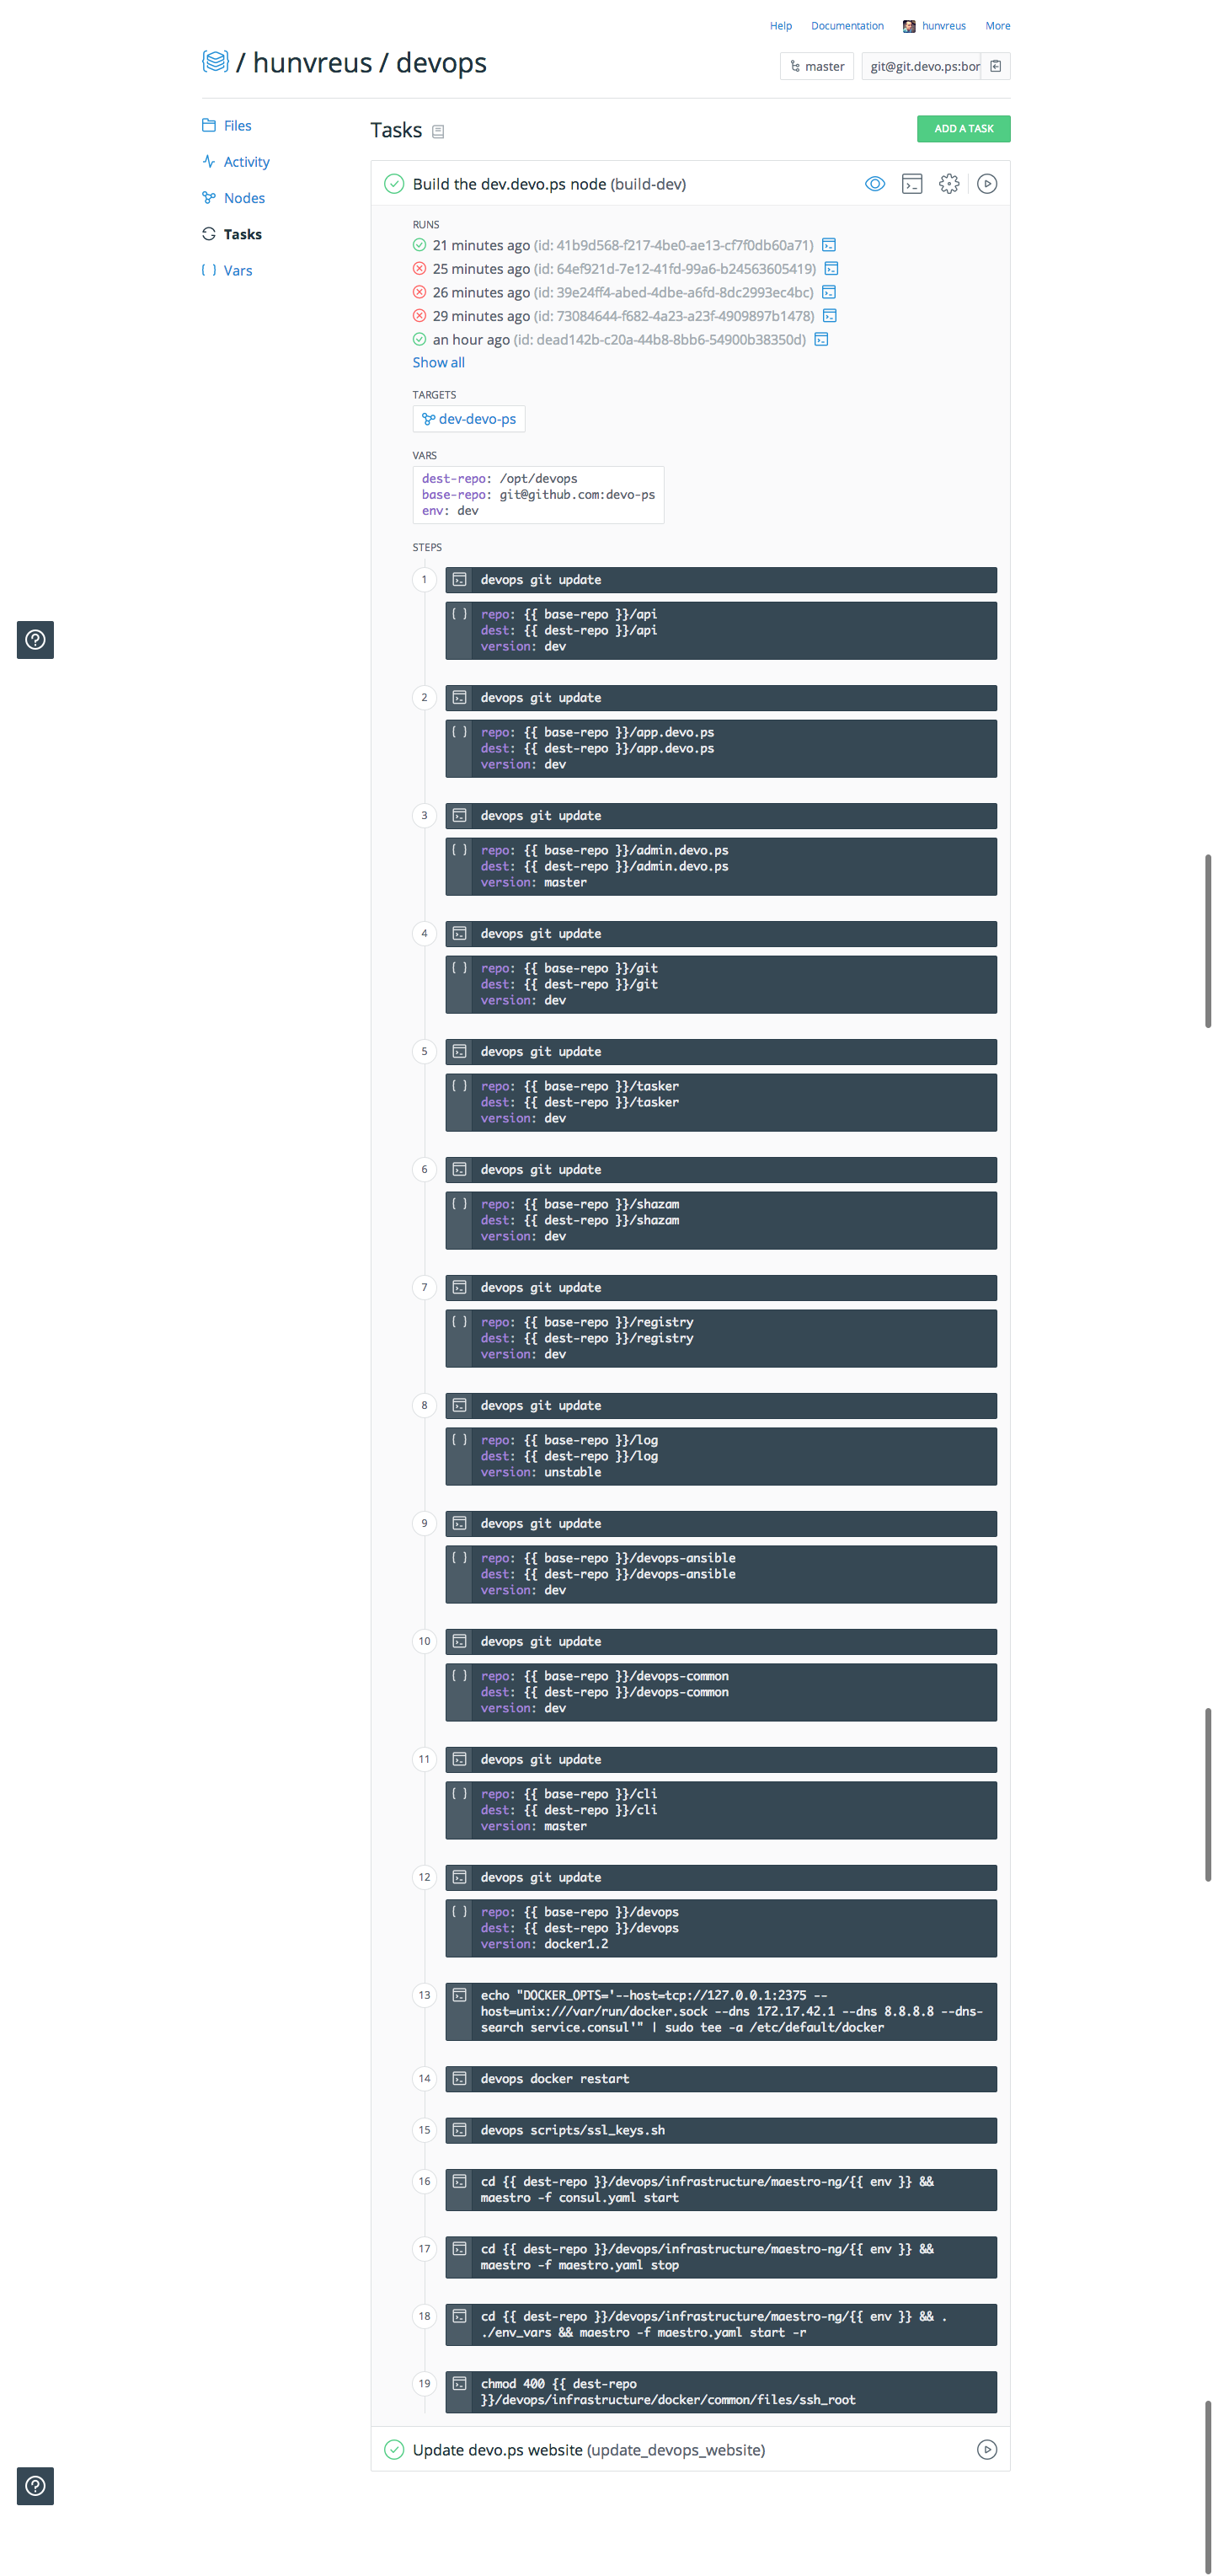 Help Documentation hunvreus More
/ hunvreus / devops
master git@git.devo.ps:bor
Files
Activity
Nodes
Tasks
( ) Vars
Tasks
ADD A TASK
Build the dev.devo.ps node (build-dev)
RUNS
21 minutes ago (id: 41b9d568-f217-4be0-ae13-cf7f0db60a71)
25 minutes ago (id: 64ef921d-7e12-41fd-99a6-b24563605419)
26 minutes ago (id: 39e24ff4-abed-4dbe-a6fd-8dc2993ec4bc)
29 minutes ago (id: 73084644-f682-4a23-a23f-4909897b1478)
an hour ago (id: dead142b-c20a-44b8-8bb6-54900b38350d)
Show all
TARGETS
dev-devo-ps
VARS
dest-repo: /opt/devops
base-repo: git@github.com:devo-ps
env: dev
STEPS
1 devops git update
( ) repo: {{ base-repo }}/api
dest: {{ dest-repo }}/api
version: dev
2 devops git update
( ) repo: {{ base-repo }}/app.devo.ps
dest: {{ dest-repo }}/app.devo.ps
version: dev
3 devops git update
( ) repo: {{ base-repo }}/admin.devo.ps
dest: {{ dest-repo }}/admin.devo.ps
version: master
4 devops git update
( ) repo: {{ base-repo }}/git
dest: {{ dest-repo }}/git
version: dev
5 devops git update
( ) repo: {{ base-repo }}/tasker
dest: {{ dest-repo }}/tasker
version: dev
6 devops git update
( ) repo: {{ base-repo }}/shazam
dest: {{ dest-repo }}/shazam
version: dev
7 devops git update
( ) repo: {{ base-repo }}/registry
dest: {{ dest-repo }}/registry
version: dev
8 devops git update
( ) repo: {{ base-repo }}/log
dest: {{ dest-repo }}/log
version: unstable
9 devops git update
( ) repo: {{ base-repo }}/devops-ansible
dest: {{ dest-repo }}/devops-ansible
version: dev
10 devops git update
( ) repo: {{ base-repo }}/devops-common
dest: {{ dest-repo }}/devops-common
version: dev
11 devops git update
( ) repo: {{ base-repo }}/cli
dest: {{ dest-repo }}/cli
version: master
12 devops git update
( ) repo: {{ base-repo }}/devops
dest: {{ dest-repo }}/devops
version: docker1.2
13 echo "DOCKER_OPTS='--host=tcp://127.0.0.1:2375 --
host=unix:///var/run/docker.sock --dns 172.17.42.1 --dns 8.8.8.8 --dns-
search service.consul'" | sudo tee -a /etc/default/docker
14 devops docker restart
15 devops scripts/ssl_keys.sh
16 cd {{ dest-repo }}/devops/infrastructure/maestro-ng/{{ env }} &&
maestro -f consul.yaml start
17 cd {{ dest-repo }}/devops/infrastructure/maestro-ng/{{ env }} &&
maestro -f maestro.yaml stop
18 cd {{ dest-repo }}/devops/infrastructure/maestro-ng/{{ env }} && .
./env_vars && maestro -f maestro.yaml start -r
19 chmod 400 {{ dest-repo
}}/devops/infrastructure/docker/common/files/ssh_root
Update devo.ps website (update_devops_website)